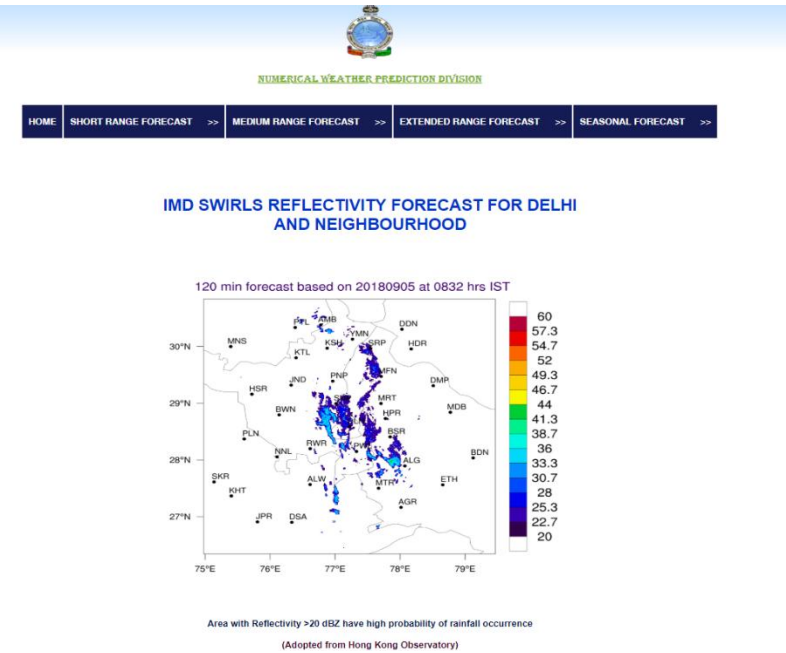 NUMERICAL WEATHER PREDICTION DIVISION
HOME SHORT RANGE FORECAST >> MEDIUM RANGE FORECAST >> EXTENDED RANGE FORECAST >> SEASONAL FORECAST >>
IMD SWIRLS REFLECTIVITY FORECAST FOR DELHI
AND NEIGHBOURHOOD
120 min forecast based on 20180905 at 0832 hrs IST
AMB
DDN
YMN
30°N
MNS
KSH
SRP
HDR
KTL
JND
PNP
DMP
HSR
29°N
BWN
MRT
MDB
HPR
PLN
BSR
RWR
28°N
NNL
ALG
BDN
SKR
ALW
MTR
ETH
KHT
AGR
27°N
JPR
DSA
75°E
76°E
77°E
78°E
79°E
60
57.3
54.7
52
49.3
46.7
44
41.3
38.7
36
33.3
30.7
28
25.3
22.7
20
Area with Reflectivity >20 dBZ have high probability of rainfall occurrence
(Adopted from Hong Kong Observatory)